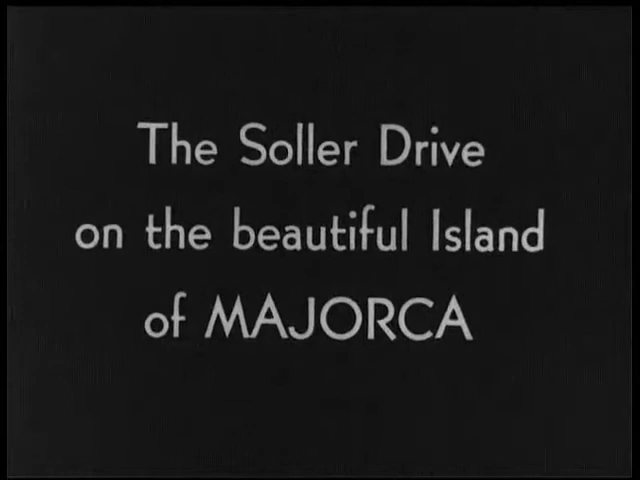 The Soller Drive
on the beautiful Island
of MAJORCA